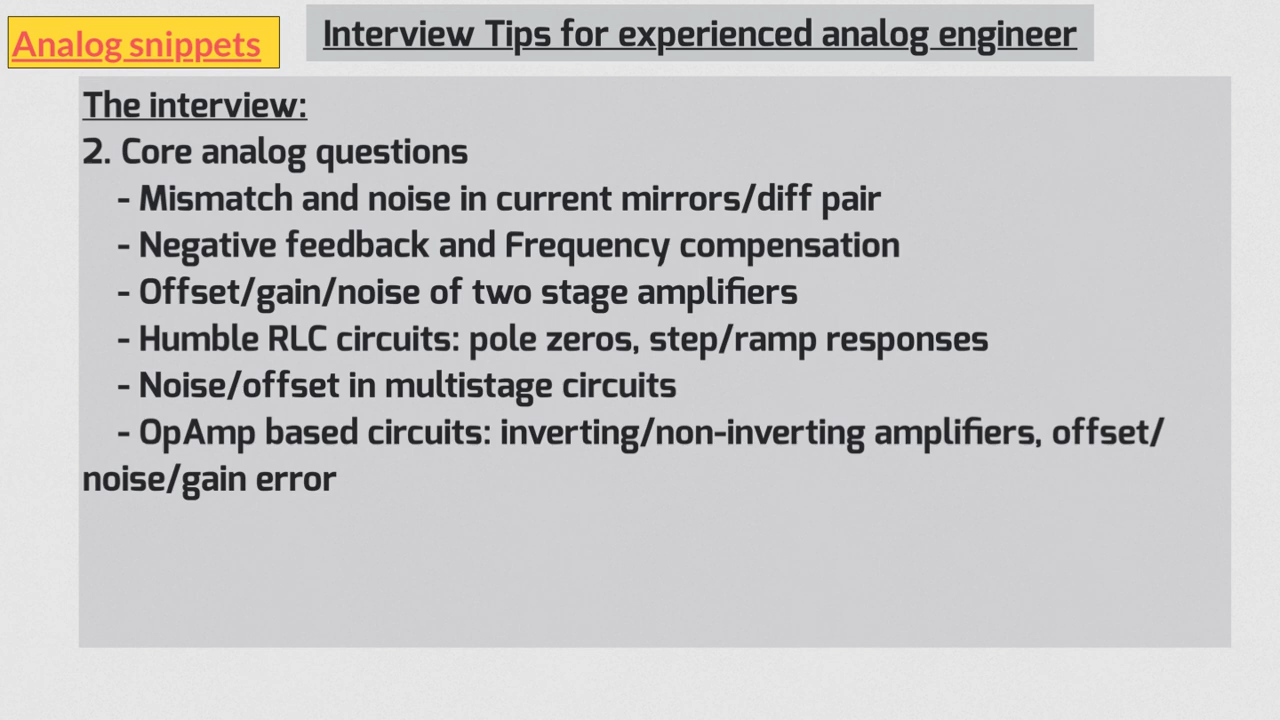 Analog snippets
Interview Tips for experienced analog engineer
The interview:
2. Core analog questions
- Mismatch and noise in current mirrors/diff pair
- Negative feedback and Frequency compensation
- Offset/gain/noise of two stage amplifiers
- Humble RLC circuits: pole zeros, step/ramp responses
- Noise/offset in multistage circuits
- OpAmp based circuits: inverting/non-inverting amplifiers, offset/
noise/gain error